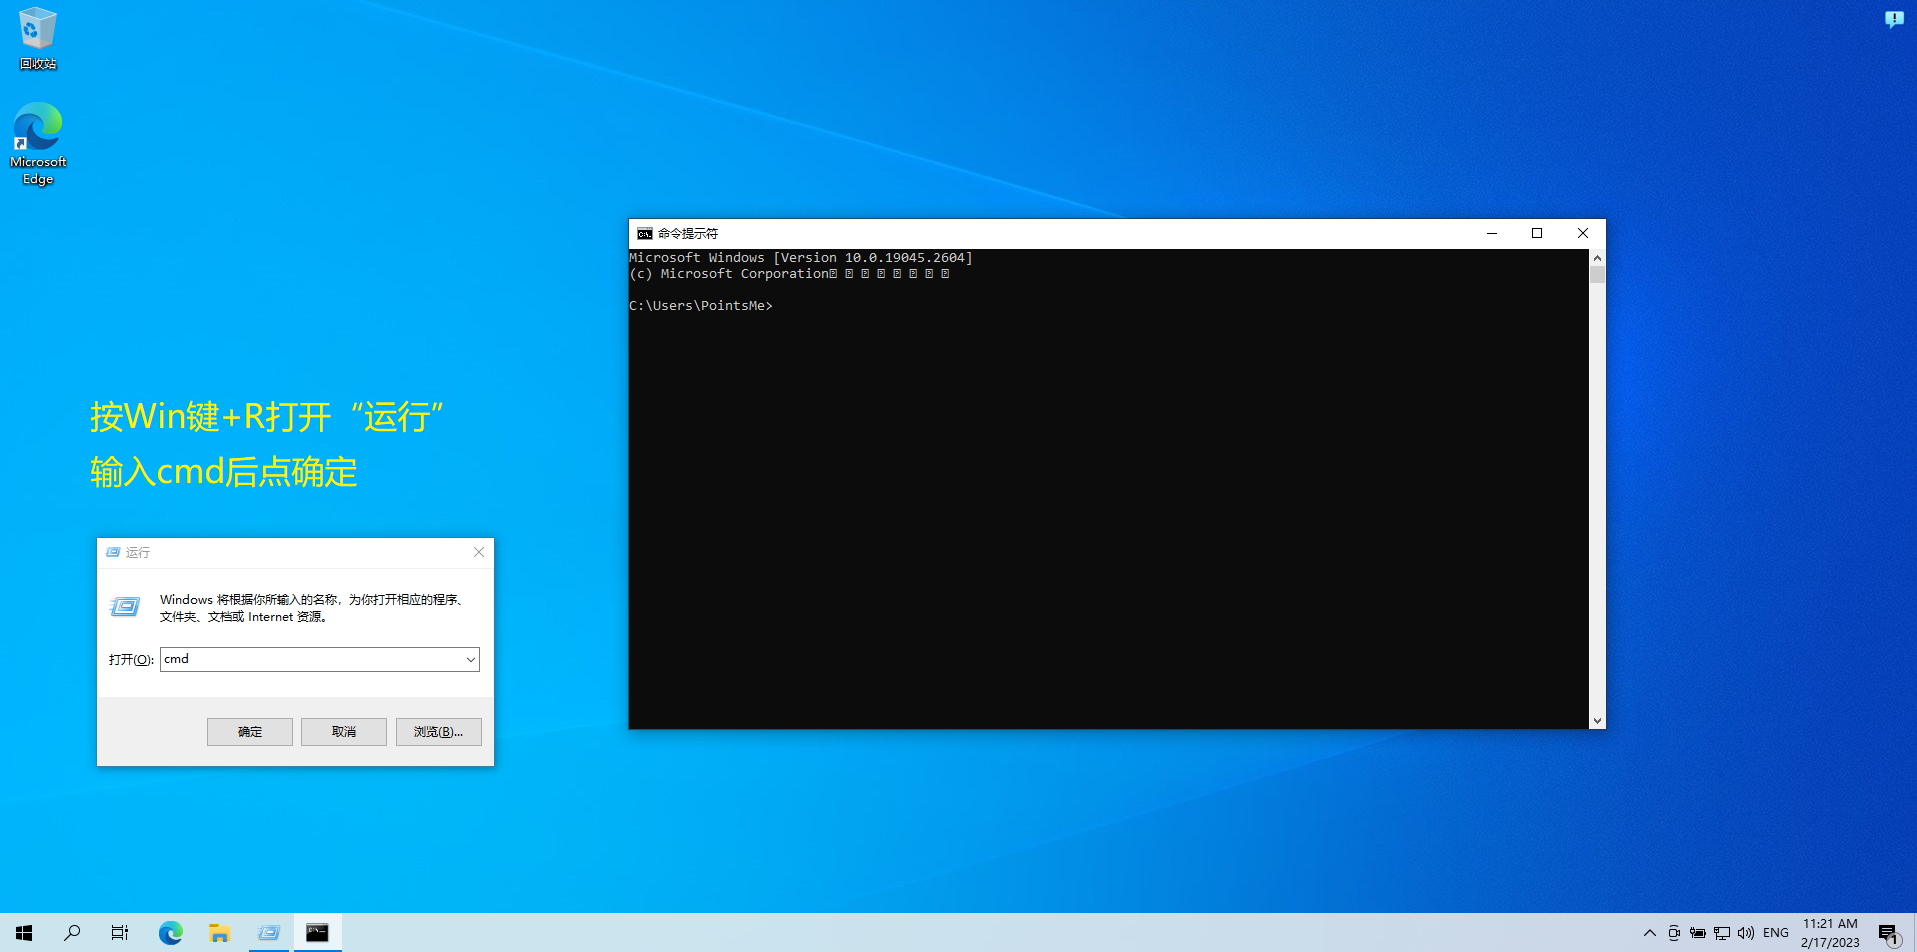 回收站
Microsoft
Edge
按Win键+R打开“运行”
输入cmd后点确定
运行
Windows 将根据你所输入的名称，为你打开相应的程序、
文件夹、文档或 Internet 资源。
打开(O): cmd
确定 取消 浏览(B)...
命令提示符
Microsoft Windows [Version 10.0.19045.2604]
(c) Microsoft Corporation
C:\Users\PointsMe>
ENG
11:21 AM
2/17/2023
1